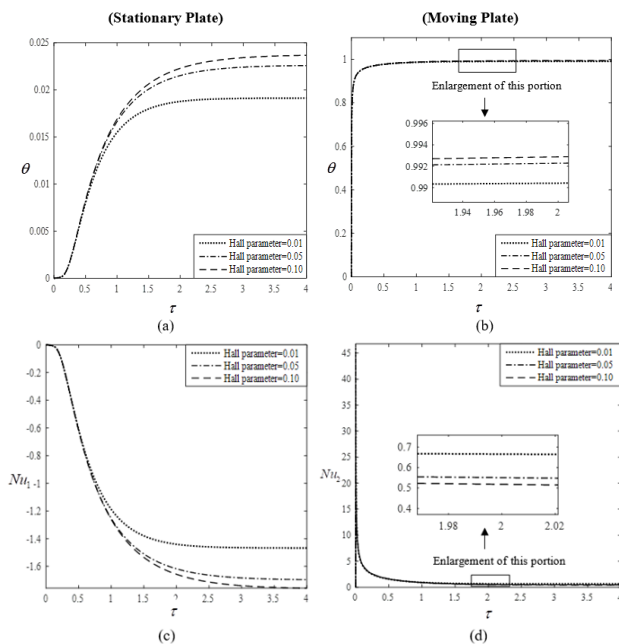 (Stationary Plate)
(Moving Plate)
0.025
0.02
0.015
0.01
0.005
0
θ
0
0.5
1
1.5
2
2.5
3
3.5
4
τ
Hall parameter=0.01
Hall parameter=0.05
Hall parameter=0.10
(a)
1
0.8
0.6
0.4
0.2
0
θ
Enlargement of this portion
0.996
0.994
0.992
0.99
1.94
1.96
1.98
2
Hall parameter=0.01
Hall parameter=0.05
Hall parameter=0.10
0
0.5
1
1.5
2
2.5
3
3.5
4
τ
(b)
0
-0.2
-0.4
-0.6
-0.8
-1
-1.2
-1.4
-1.6
Nu1
Hall parameter=0.01
Hall parameter=0.05
Hall parameter=0.10
0
0.5
1
1.5
2
2.5
3
3.5
4
τ
(c)
45
40
35
30
25
20
15
10
5
0
Nu2
Hall parameter=0.01
Hall parameter=0.05
Hall parameter=0.10
0.7
0.6
0.5
0.4
1.98
2
2.02
Enlargement of this portion
0
0.5
1
1.5
2
2.5
3
3.5
4
τ
(d)